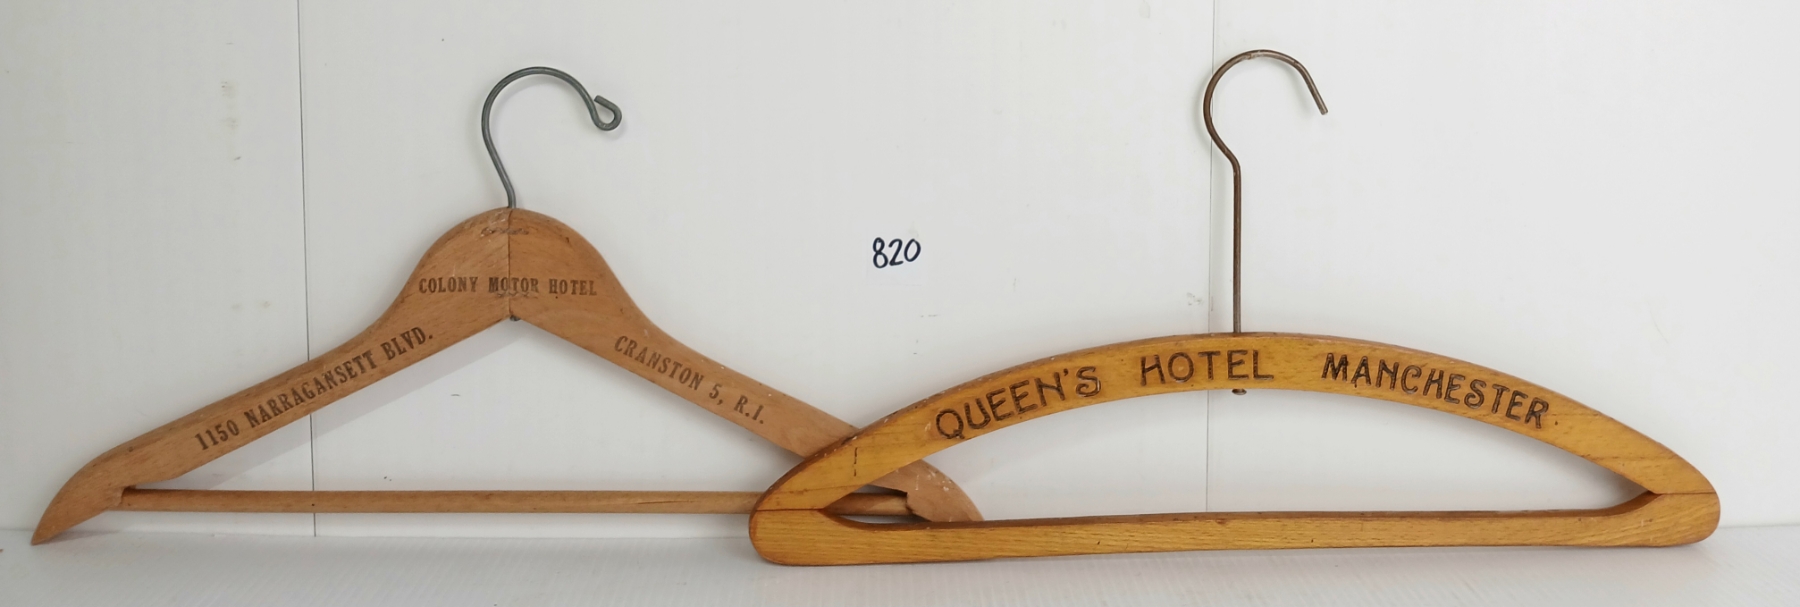 COLONY MOTOR HOTEL
1150 NARRAGANSETT BLVD.
CRANSTON 5, R.I.
820
QUEEN'S HOTEL MANCHESTER